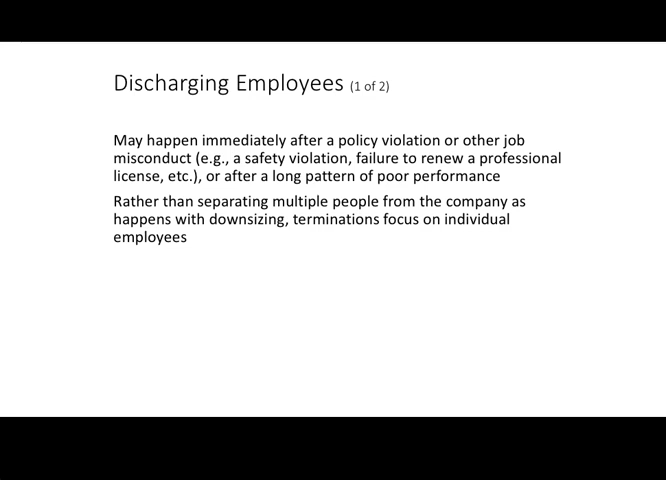 Discharging Employees (1 of 2)
May happen immediately after a policy violation or other job
misconduct (e.g., a safety violation, failure to renew a professional
license, etc.), or after a long pattern of poor performance
Rather than separating multiple people from the company as
happens with downsizing, terminations focus on individual
employees